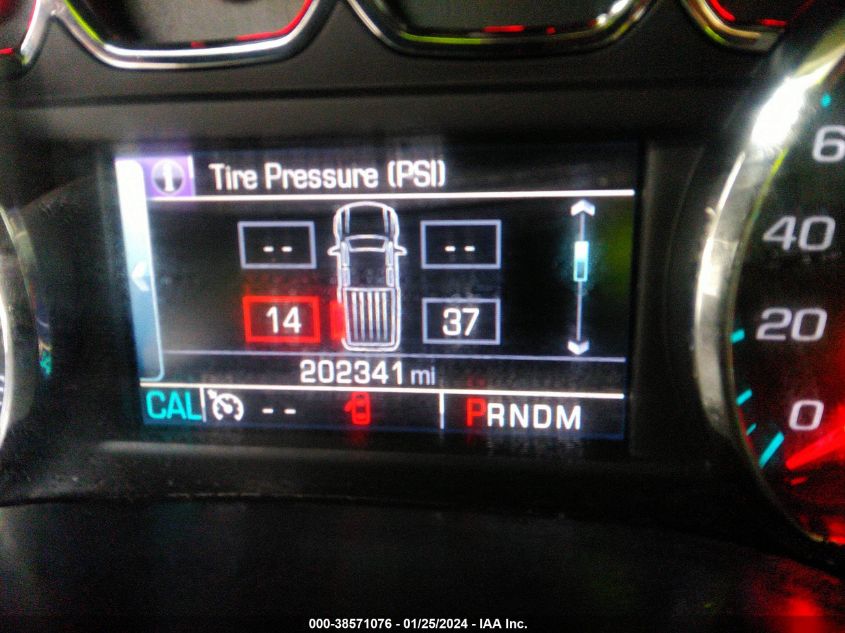 i Tire Pressure (PSI)
-- --
14 37
202341 mi
CAL -- PRNDM
6
40
20
0
000-38571076 - 01/25/2024 - IAA Inc.